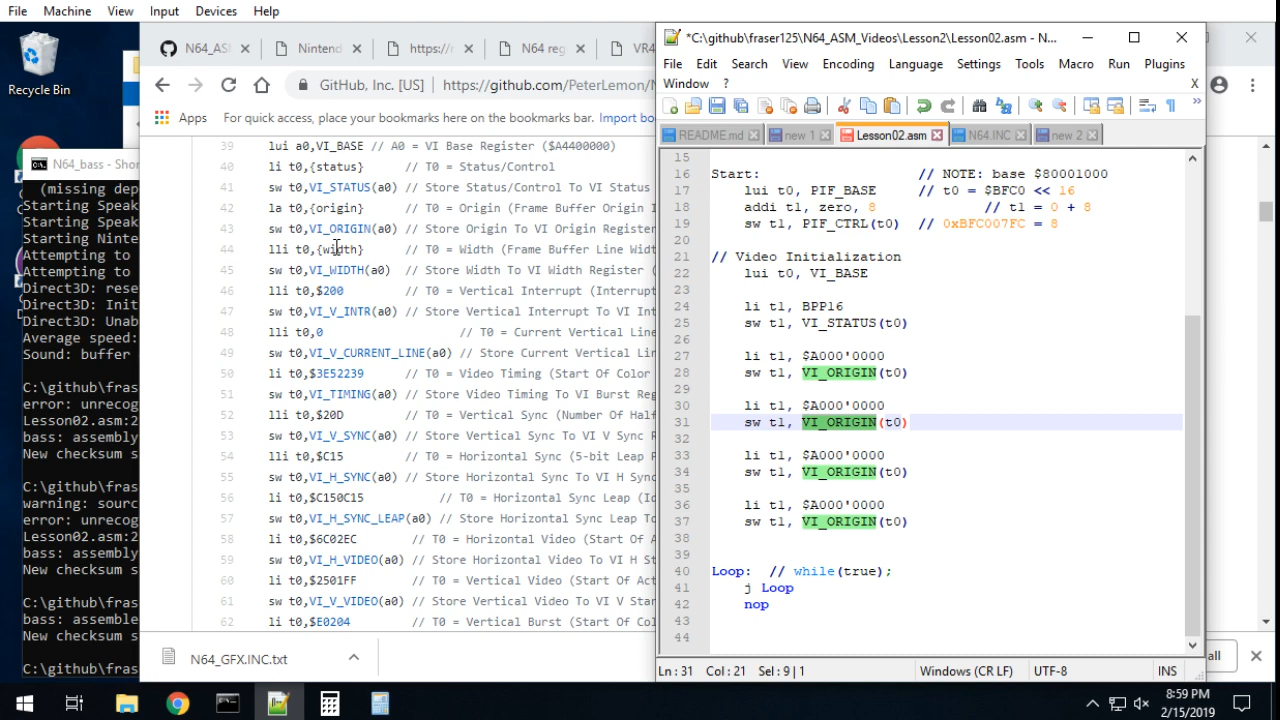 File Machine View Input Devices Help
Recycle Bin
N64_bass - Shor
(missing dep
Starting Speak
Starting Speak
Starting Ninte
Attempting to
Attempting to
Direct3D: rese
Direct3D: Init
Direct3D: Unab
Average speed:
Sound: buffer
C:\github\fras
error: unrecog
Lesson02.asm:2
bass: assembly
New checksum s
C:\github\fras
warning: sourc
error: unrecog
Lesson02.asm:2
bass: assembly
New checksum s
C:\github\fras
bass: assemble
New checksum s
C:\github\fras
N64_AS Nintend https://r N64 reg VR4
GitHub, Inc. [US] https://github.com/PeterLemon/N
Apps For quick access, place your bookmarks here on the bookmarks bar. Import boo
39 lui a0,VI_BASE // A0 = VI Base Register ($A4400000)
40 li t0,{status} // T0 = Status/Control
41 sw t0,VI_STATUS(a0) // Store Status/Control To VI Status
42 la t0,{origin} // T0 = Origin (Frame Buffer Origin I
43 sw t0,VI_ORIGIN(a0) // Store Origin To VI Origin Register
44 lli t0,{width} // T0 = Width (Frame Buffer Line Widt
45 sw t0,VI_WIDTH(a0) // Store Width To VI Width Register (
46 lli t0,$200 // T0 = Vertical Interrupt (Interrupt
47 sw t0,VI_V_INTR(a0) // Store Vertical Interrupt To VI Int
48 lli t0,0 // T0 = Current Vertical Line
49 sw t0,VI_V_CURRENT_LINE(a0) // Store Current Vertical Line
50 li t0,$3E52239 // T0 = Video Timing (Start Of Color
51 sw t0,VI_TIMING(a0) // Store Video Timing To VI Burst Reg
52 lli t0,$20D // T0 = Vertical Sync (Number Of Half
53 sw t0,VI_V_SYNC(a0) // Store Vertical Sync To VI V Sync R
54 lli t0,$C15 // T0 = Horizontal Sync (5-bit Leap P
55 sw t0,VI_H_SYNC(a0) // Store Horizontal Sync To VI H Sync
56 li t0,$C150C15 // T0 = Horizontal Sync Leap (Id
57 sw t0,VI_H_SYNC_LEAP(a0) // Store Horizontal Sync Leap To
58 li t0,$6C02EC // T0 = Horizontal Video (Start Of A
59 sw t0,VI_H_VIDEO(a0) // Store Horizontal Video To VI H St
60 li t0,$2501FF // T0 = Vertical Video (Start Of Act
61 sw t0,VI_V_VIDEO(a0) // Store Vertical Video To VI V Star
62 li t0,$E0204 // T0 = Vertical Burst (Start Of Col
N64_GFX.INC.txt
all
*C:\github\fraser125\N64_ASM_Videos\Lesson2\Lesson02.asm - N...
File Edit Search View Encoding Language Settings Tools Macro Run Plugins
Window ? X
README.md new 1 Lesson02.asm N64.INC new 2
15
16 Start: // NOTE: base $80001000
17 lui t0, PIF_BASE // t0 = $BFC0 << 16
18 addi t1, zero, 8 // t1 = 0 + 8
19 sw t1, PIF_CTRL(t0) // 0xBFC007FC = 8
20
21 // Video Initialization
22 lui t0, VI_BASE
23
24 li t1, BPP16
25 sw t1, VI_STATUS(t0)
26
27 li t1, $A000'0000
28 sw t1, VI_ORIGIN(t0)
29
30 li t1, $A000'0000
31 sw t1, VI_ORIGIN(t0)
32
33 li t1, $A000'0000
34 sw t1, VI_ORIGIN(t0)
35
36 li t1, $A000'0000
37 sw t1, VI_ORIGIN(t0)
38
39
40 Loop: // while(true);
41 j Loop
42 nop
43
44
Ln:31 Col:21 Sel:9|1 Windows (CR LF) UTF-8 INS
8:59 PM
2/15/2019